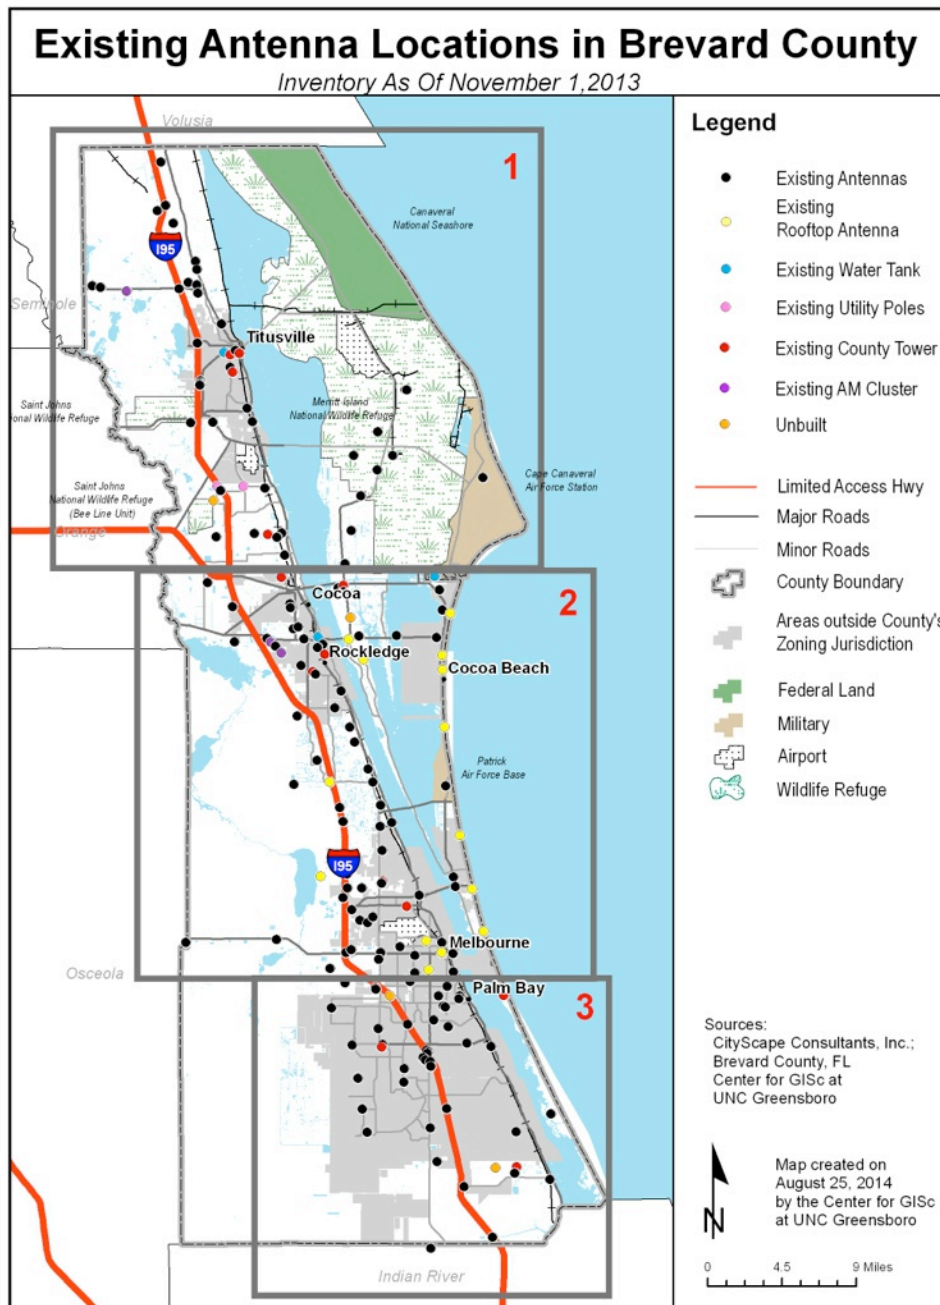 Existing Antenna Locations in Brevard County
Inventory As Of November 1,2013
Volusia
1
Canaveral
National Seashore
I95
Seminole
Titusville
Saint Johns
onal Wildlife Refuge
Merritt Island
National Wildlife Refuge
Cape Canaveral
Air Force Station
Saint Johns
National Wildlife Refuge
(Bee Line Unit)
Orange
2
Cocoa
Rockledge
Cocoa Beach
Patrick
Air Force Base
I95
Melbourne
Osceola
Palm Bay
3
Indian River
Legend
Existing Antennas
Existing
Rooftop Antenna
Existing Water Tank
Existing Utility Poles
Existing County Tower
Existing AM Cluster
Unbuilt
Limited Access Hwy
Major Roads
Minor Roads
County Boundary
Areas outside County's
Zoning Jurisdiction
Federal Land
Military
Airport
Wildlife Refuge
Sources:
CityScape Consultants, Inc.;
Brevard County, FL
Center for GISc at
UNC Greensboro
N
Map created on
August 25, 2014
by the Center for GISc
at UNC Greensboro
0 4.5 9 Miles